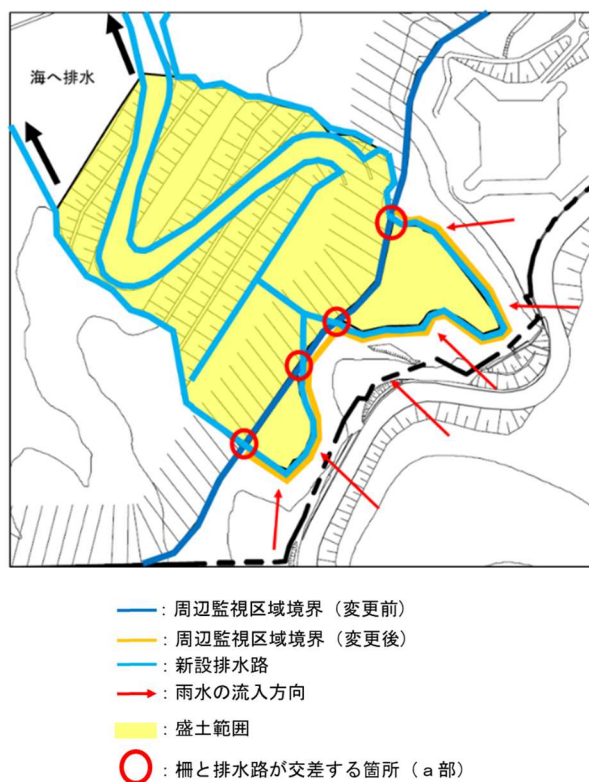 海へ排水
：周辺監視区域境界（変更前）
：周辺監視区域境界（変更後）
：新設排水路
：雨水の流入方向
：盛土範囲
：柵と排水路が交差する箇所（ａ部）